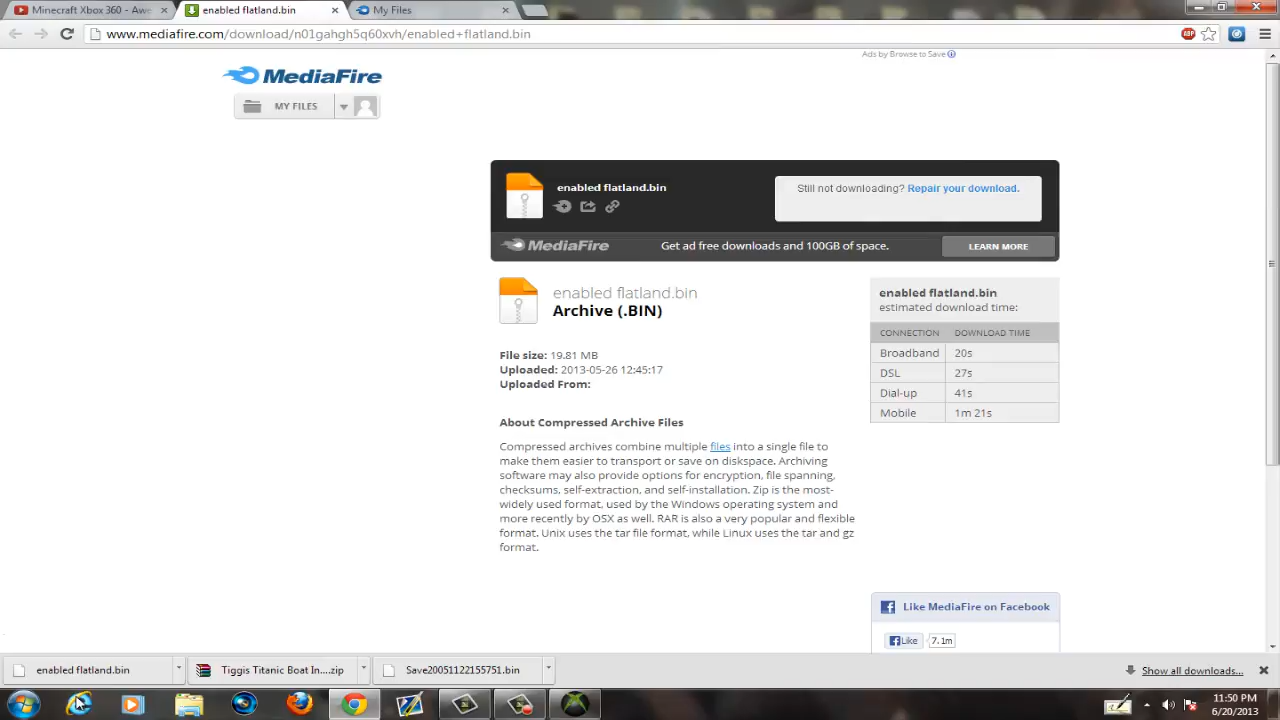 Minecraft Xbox 360 - Awe
enabled flatland.bin
My Files
www.mediafire.com/download/n01gahgh5q60xvh/enabled+flatland.bin
ABP
Ads by Browse to Save
MediaFire
MY FILES
enabled flatland.bin
Still not downloading? Repair your download.
MediaFire
Get ad free downloads and 100GB of space.
LEARN MORE
enabled flatland.bin
Archive (.BIN)
File size: 19.81 MB
Uploaded: 2013-05-26 12:45:17
Uploaded From:
enabled flatland.bin
estimated download time:
CONNECTION DOWNLOAD TIME
Broadband 20s
DSL 27s
Dial-up 41s
Mobile 1m 21s
About Compressed Archive Files
Compressed archives combine multiple files into a single file to
make them easier to transport or save on diskspace. Archiving
software may also provide options for encryption, file spanning,
checksums, self-extraction, and self-installation. Zip is the most-
widely used format, used by the Windows operating system and
more recently by OSX as well. RAR is also a very popular and flexible
format. Unix uses the tar file format, while Linux uses the tar and gz
format.
Like MediaFire on Facebook
Like 7.1m
enabled flatland.bin
Tiggis Titanic Boat In....zip
Save20051122155751.bin
Show all downloads...
11:50 PM
6/20/2013